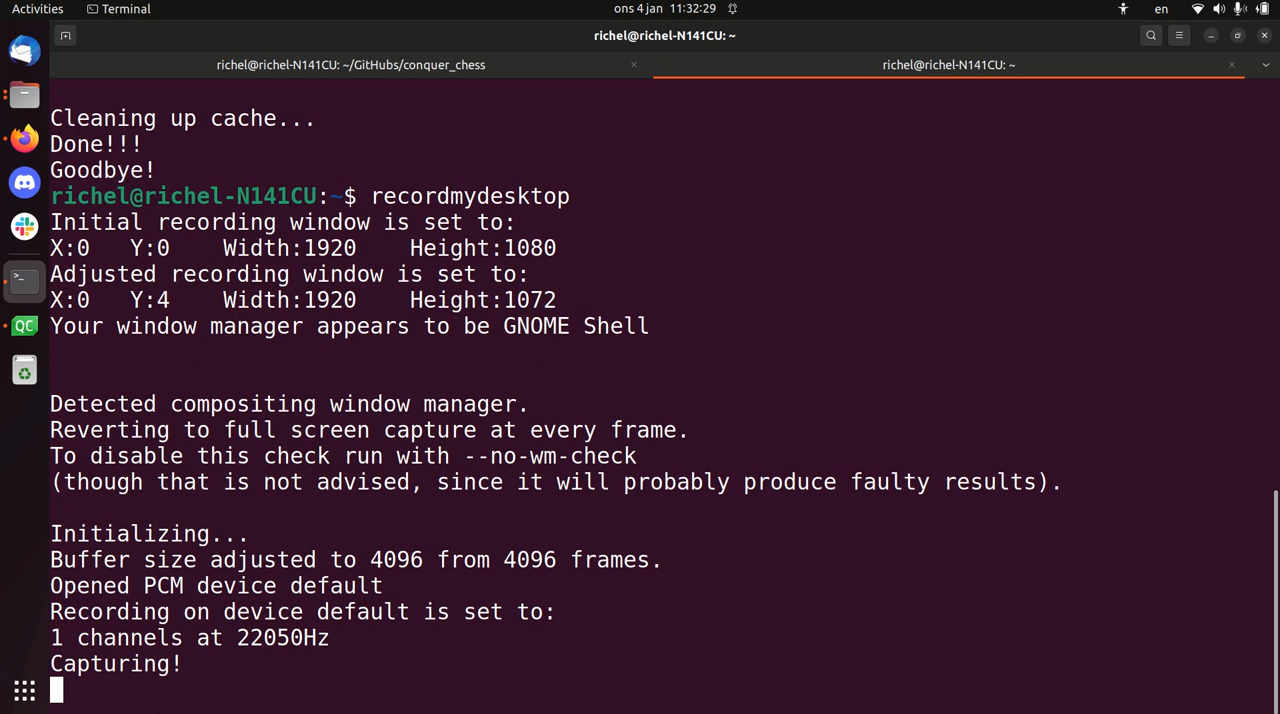 Activities Terminal ons 4 jan 11:32:29 en
richel@richel-N141CU: ~
richel@richel-N141CU: ~/GitHubs/conquer_chess richel@richel-N141CU: ~
Cleaning up cache...
Done!!!
Goodbye!
richel@richel-N141CU:~$ recordmydesktop
Initial recording window is set to:
X:0 Y:0 Width:1920 Height:1080
Adjusted recording window is set to:
X:0 Y:4 Width:1920 Height:1072
Your window manager appears to be GNOME Shell
Detected compositing window manager.
Reverting to full screen capture at every frame.
To disable this check run with --no-wm-check
(though that is not advised, since it will probably produce faulty results).
Initializing...
Buffer size adjusted to 4096 from 4096 frames.
Opened PCM device default
Recording on device default is set to:
1 channels at 22050Hz
Capturing!
QC